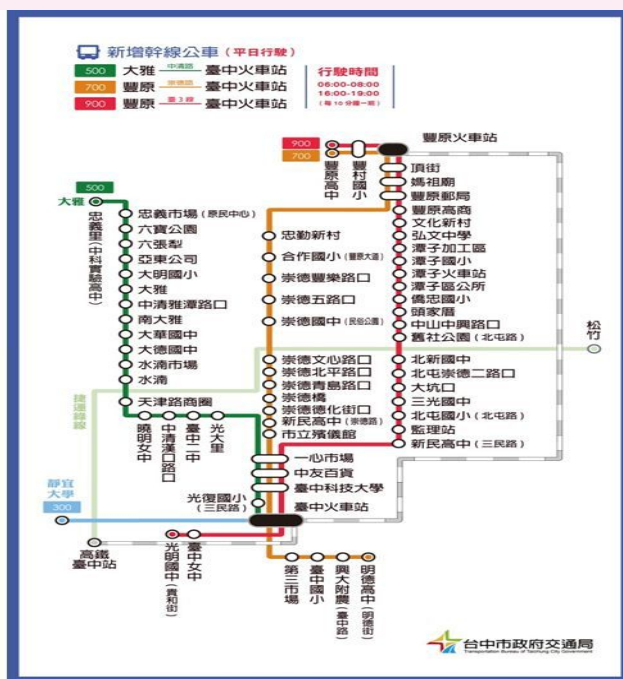 新增幹線公車(平日行駛)
500 大雅 中清路 臺中火車站
700 豐原 崇德路 臺中火車站
900 豐原 臺3線 臺中火車站
行駛時間
06:00-08:00
16:00-19:00
(每10分鐘一班)
900
700
豐原高中
豐村國小
豐原火車站
頂街
媽祖廟
豐原郵局
豐原高商
文化新村
弘文中學
潭子加工區
潭子國小
潭子火車站
潭子區公所
僑忠國小
頭家厝
中山中興路口
舊社公園(北屯路)
北新國中
北屯崇德二路口
大坑口
三光國中
北屯國小(北屯路)
監理站
新民高中(三民路)
松竹
500
大雅
忠義里(中科實驗高中)
忠義市場(原民中心)
六寶公園
六張犁
亞東公司
大明國小
大雅
中清雅潭路口
南大雅
大華國中
大德國中
水湳市場
水湳
天津路商圈
曉明女中
中清漢口路口
臺中二中
光大里
捷運綠線
忠勤新村
合作國小(豐原大道)
崇德豐樂路口
崇德五路口
崇德國中(民俗公園)
崇德文心路口
崇德北平路口
崇德青島路口
崇德橋
崇德德化街口
新民高中(崇德路)
市立殯儀館
一心市場
中友百貨
臺中科技大學
光復國小
(三民路)
臺中火車站
靜宜
大學
300
高鐵
臺中站
光明國中(貴和街)
臺中女中
第三市場
臺中國小
興大附農(臺中路)
明德高中(明德街)
台中市政府交通局
Transportation Bureau of Taichung City Government